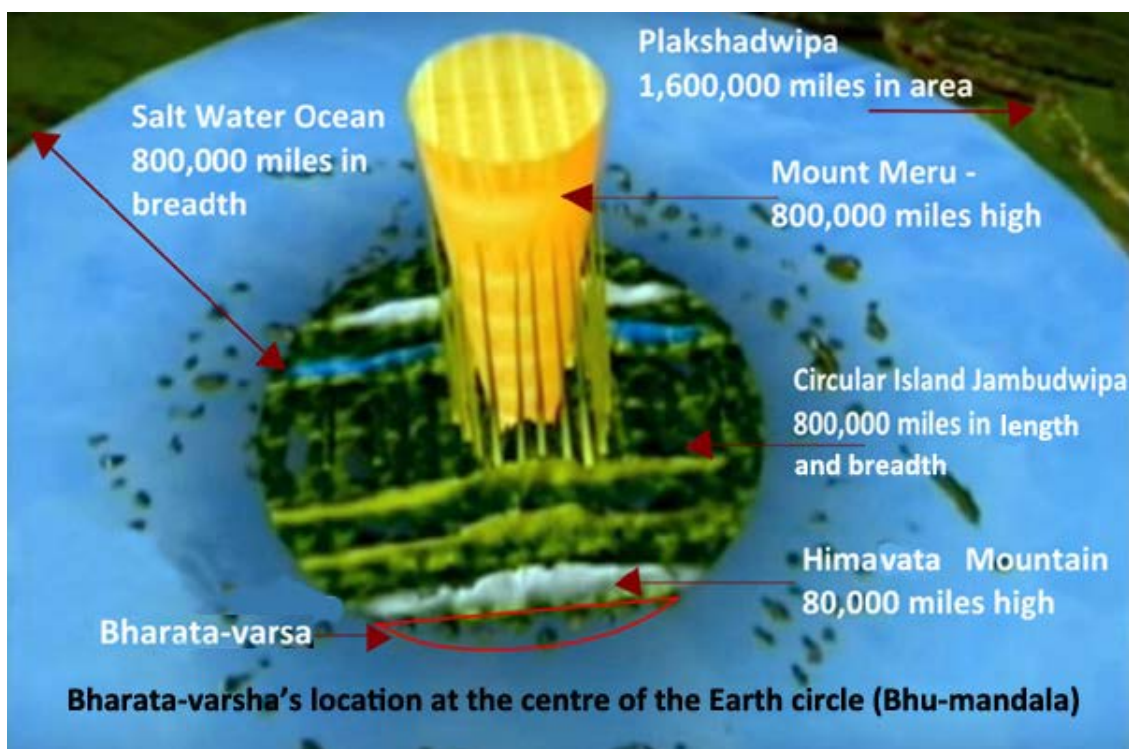 Plakshadwipa
1,600,000 miles in area
Salt Water Ocean
800,000 miles in
breadth
Mount Meru -
800,000 miles high
Circular Island Jambudwipa
800,000 miles in length
and breadth
Himavata Mountain
80,000 miles high
Bharata-varsa
Bharata-varsha’s location at the centre of the Earth circle (Bhu-mandala)